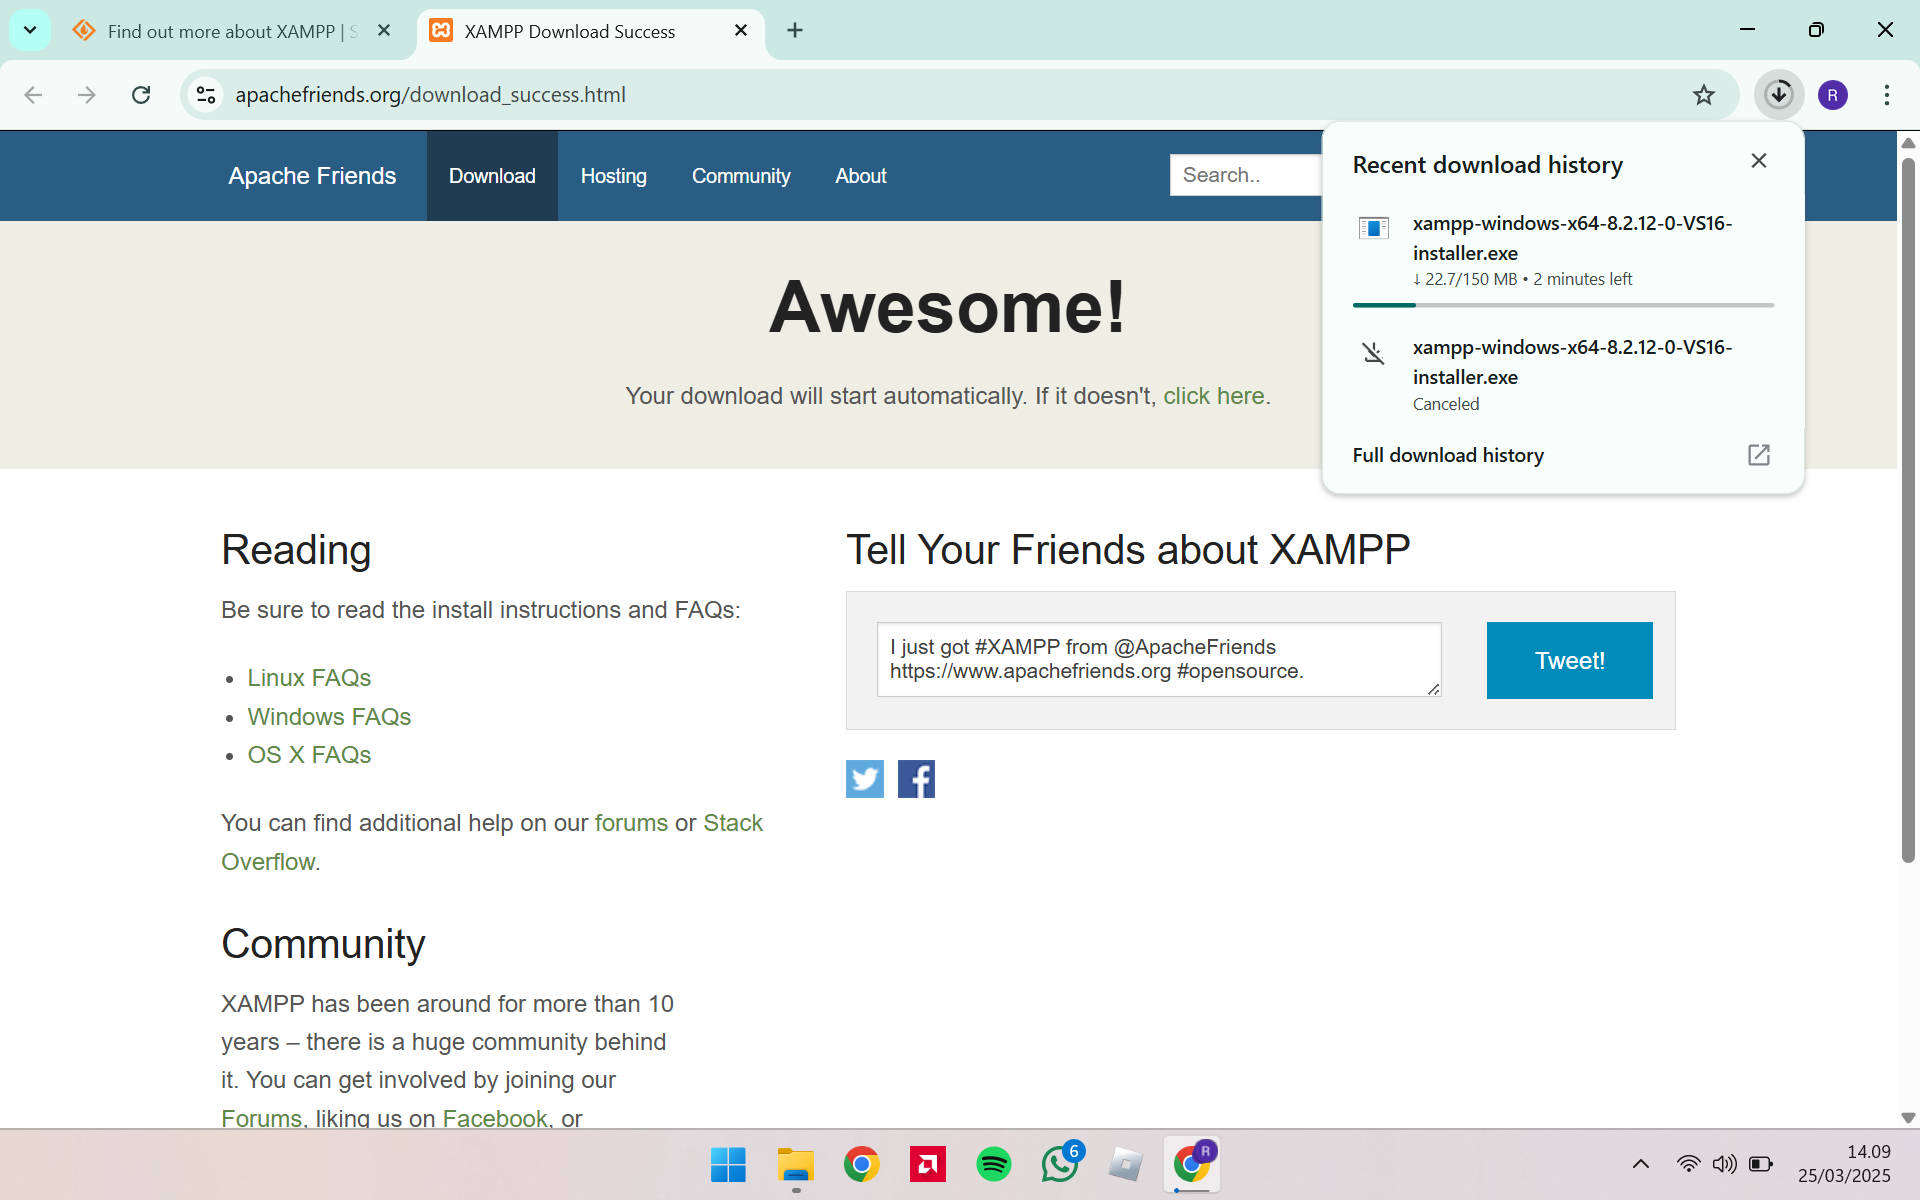 Find out more about XAMPP | S
XAMPP Download Success
apachefriends.org/download_success.html
R
Apache Friends
Download
Hosting
Community
About
Search..
Recent download history
xampp-windows-x64-8.2.12-0-VS16-
installer.exe
↓ 22.7/150 MB • 2 minutes left
xampp-windows-x64-8.2.12-0-VS16-
installer.exe
Canceled
Full download history
Awesome!
Your download will start automatically. If it doesn't, click here.
Reading
Be sure to read the install instructions and FAQs:
• Linux FAQs
• Windows FAQs
• OS X FAQs
You can find additional help on our forums or Stack
Overflow.
Tell Your Friends about XAMPP
I just got #XAMPP from @ApacheFriends
https://www.apachefriends.org #opensource.
Tweet!
Community
XAMPP has been around for more than 10
years – there is a huge community behind
it. You can get involved by joining our
Forums, liking us on Facebook, or
6
R
14.09
25/03/2025